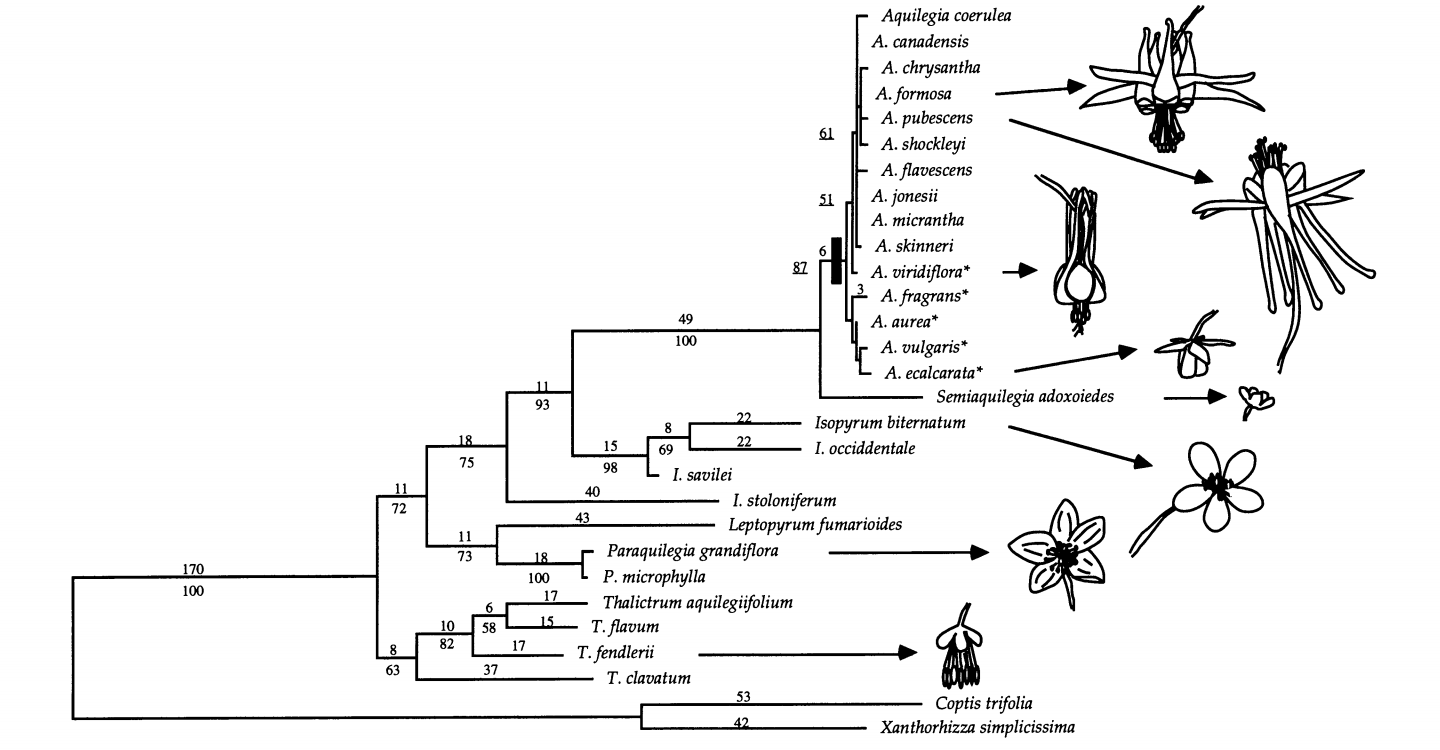 Aquilegia coerulea
A. canadensis
A. chrysantha
A. formosa
A. pubescens
61
A. shockleyi
A. flavescens
51
A. jonesii
A. micrantha
A. skinneri
6
87
A. viridiflora*
3
A. fragrans*
49
A. aurea*
100
A. vulgaris*
A. ecalcarata*
11
93
Semiaquilegia adoxoiedes
22
Isopyrum biternatum
8
18
15
69
22
I. occiddentale
75
98
I. savilei
11
72
40
I. stoloniferum
43
Leptopyrum fumarioides
11
73
18
100
Paraquilegia grandiflora
P. microphylla
170
100
17
Thalictrum aquilegiifolium
6
58
15
T. flavum
10
82
17
T. fendlerii
8
63
37
T. clavatum
53
Coptis trifolia
42
Xanthorhizza simplicissima